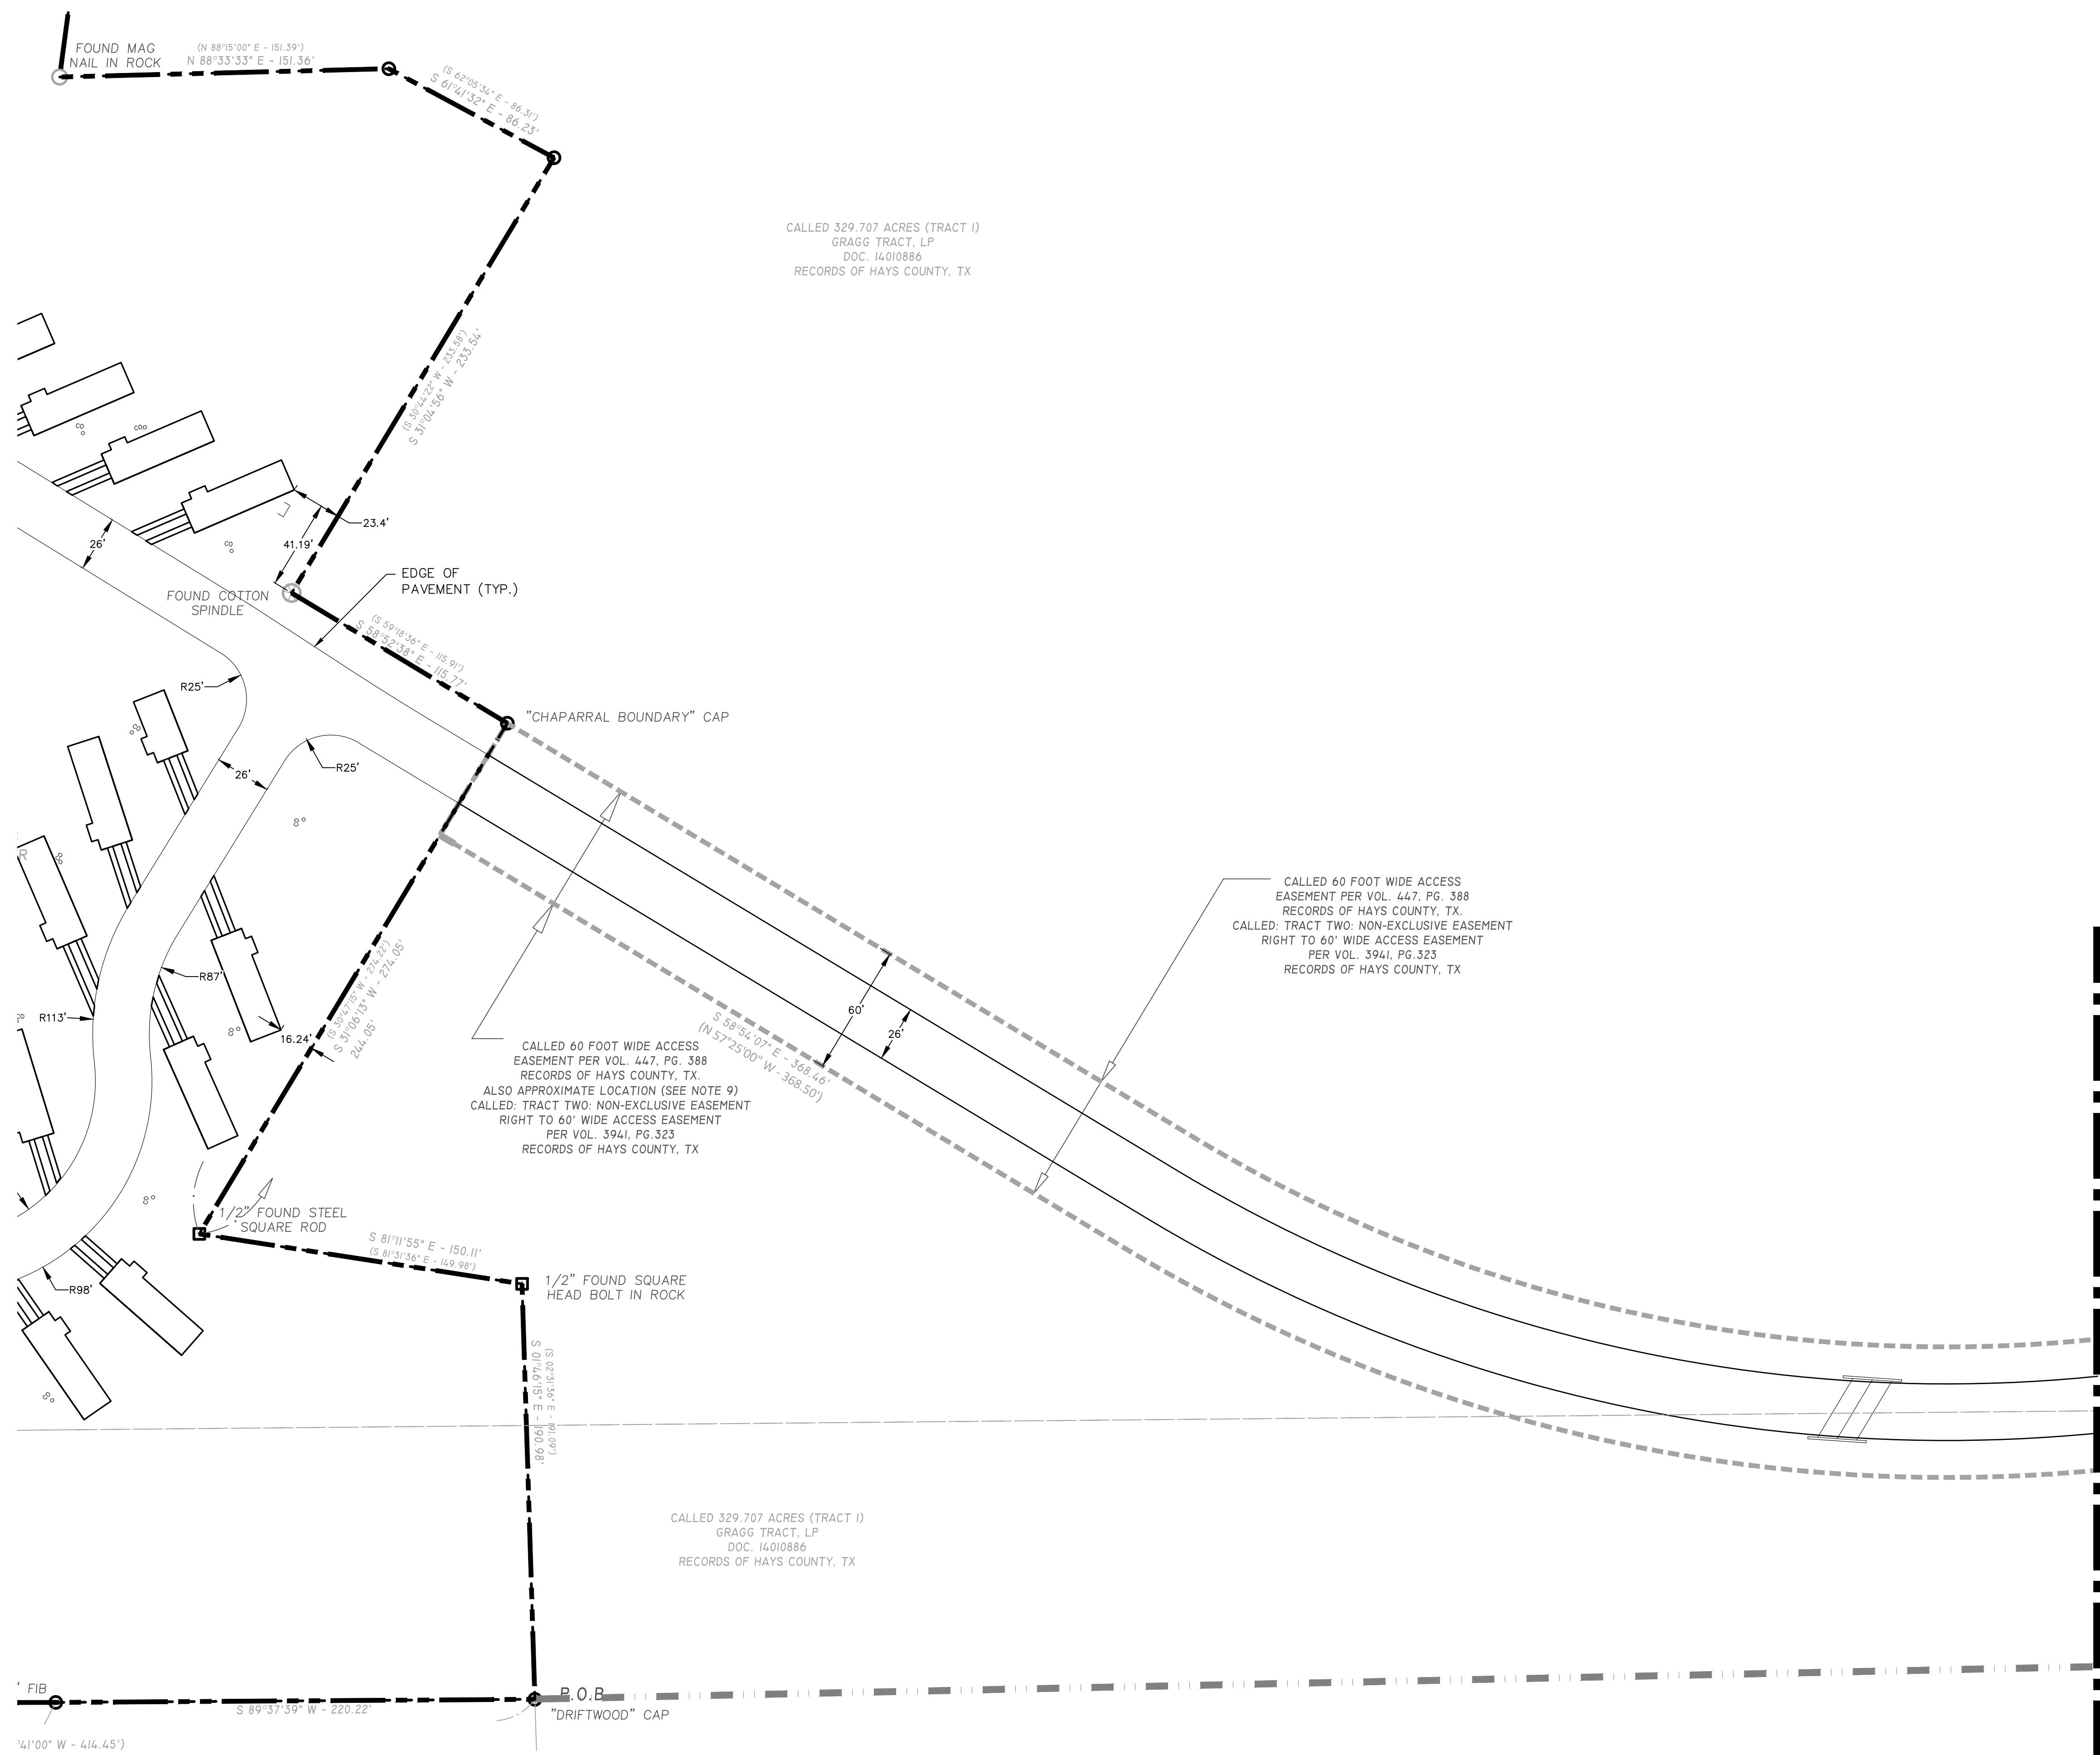 FOUND MAG
NAIL IN ROCK
(N 88°15'00" E - 151.39')
N 88°33'33" E - 151.36'
(S 62°05'34" E - 86.31')
S 61°41'32" E - 86.23'
CALLED 329.707 ACRES (TRACT 1)
GRAGG TRACT, LP
DOC. 14010886
RECORDS OF HAYS COUNTY, TX
(S 30°44'22" W - 233.58')
S 31°04'56" W - 233.54'
23.4'
41.19'
26'
EDGE OF
PAVEMENT (TYP.)
FOUND COTTON
SPINDLE
(S 59°18'36" E - 115.91')
S 58°52'38" E - 115.77'
R25'
"CHAPARRAL BOUNDARY" CAP
R25'
26'
8°
R
CALLED 60 FOOT WIDE ACCESS
EASEMENT PER VOL. 447, PG. 388
RECORDS OF HAYS COUNTY, TX.
CALLED: TRACT TWO: NON-EXCLUSIVE EASEMENT
RIGHT TO 60' WIDE ACCESS EASEMENT
PER VOL. 3941, PG.323
RECORDS OF HAYS COUNTY, TX
(S 30°47'15" W - 274.22')
S 31°06'13" W - 274.05'
244.05'
R87'
R113'
8°
16.24'
60'
26'
S 58°54'07" E - 368.46'
(N 57°25'00" W - 368.50')
CALLED 60 FOOT WIDE ACCESS
EASEMENT PER VOL. 447, PG. 388
RECORDS OF HAYS COUNTY, TX.
ALSO APPROXIMATE LOCATION (SEE NOTE 9)
CALLED: TRACT TWO: NON-EXCLUSIVE EASEMENT
RIGHT TO 60' WIDE ACCESS EASEMENT
PER VOL. 3941, PG.323
RECORDS OF HAYS COUNTY, TX
8°
1/2" FOUND STEEL
SQUARE ROD
S 81°11'55" E - 150.11'
(S 81°31'36" E - 149.98')
1/2" FOUND SQUARE
HEAD BOLT IN ROCK
R98'
8°
(S 02°31'36" E - 191.09')
S 01°46'15" E - 190.98'
CALLED 329.707 ACRES (TRACT 1)
GRAGG TRACT, LP
DOC. 14010886
RECORDS OF HAYS COUNTY, TX
' FIB
P.O.B
"DRIFTWOOD" CAP
S 89°37'39" W - 220.22'
°41'00" W - 414.45')